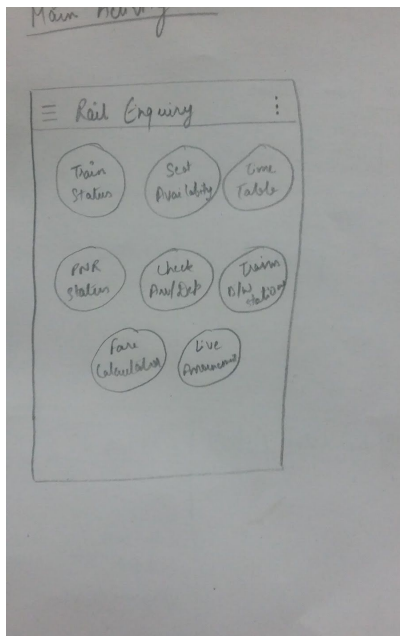 Main Activity
Rail Enquiry
Train
Status
Seat
Availability
Time
Table
PNR
Status
Check
Arr/Dep
Trains
B/W
Stations
Fare
Calculation
Live
Announcement